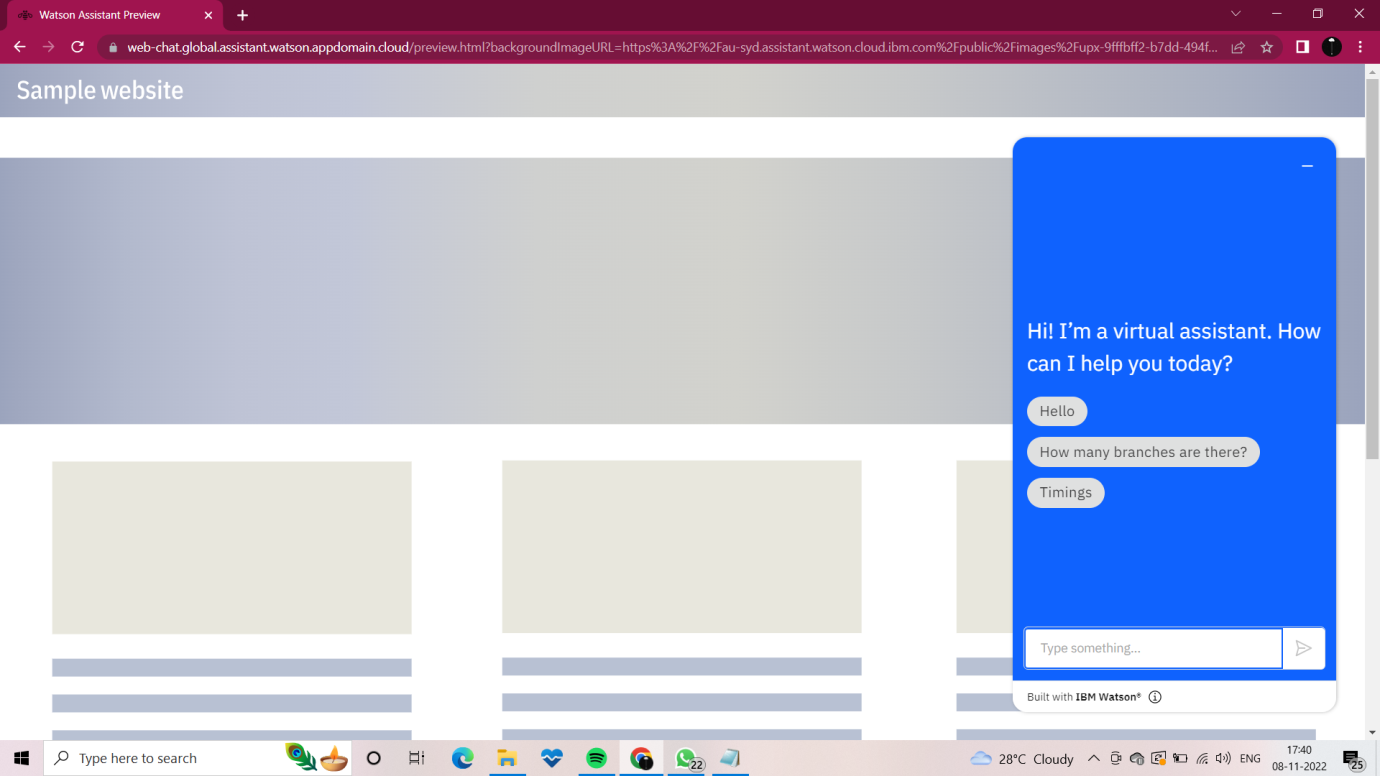 Watson Assistant Preview
web-chat.global.assistant.watson.appdomain.cloud/preview.html?backgroundImageURL=https%3A%2F%2Fau-syd.assistant.watson.cloud.ibm.com%2Fpublic%2Fimages%2Fupx-9fffbff2-b7dd-494f...
Sample website
Hi! I’m a virtual assistant. How
can I help you today?
Hello
How many branches are there?
Timings
Type something...
Built with IBM Watson®
Type here to search
22
28°C Cloudy
ENG
17:40
08-11-2022
25